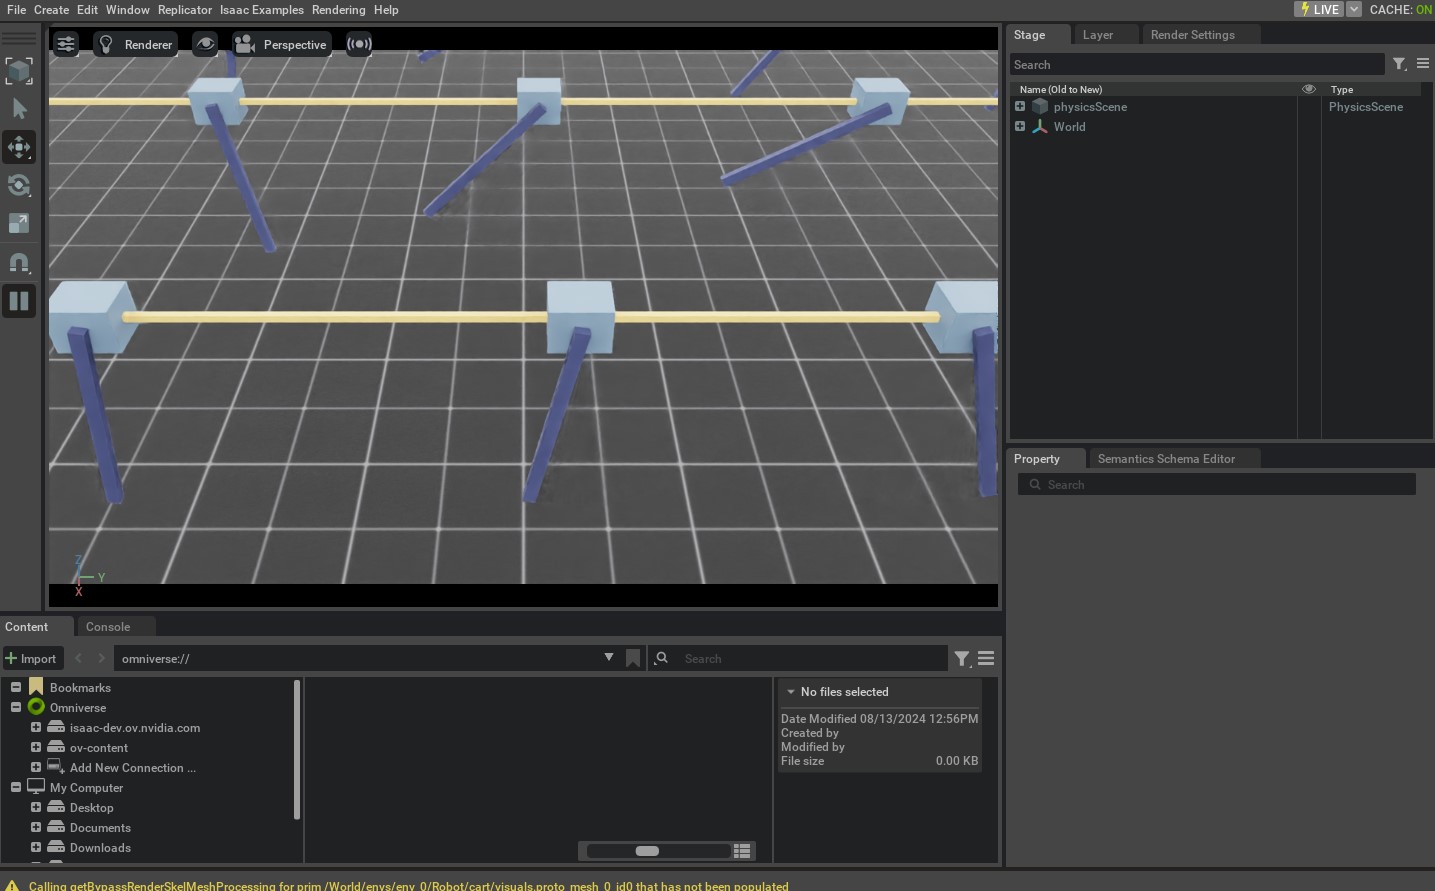 File Create Edit Window Replicator Isaac Examples Rendering Help
LIVE CACHE: ON
Renderer Perspective
Z
Y
X
Stage Layer Render Settings
Search
Name (Old to New) Type
physicsScene PhysicsScene
World
Property Semantics Schema Editor
Search
Content Console
Import omniverse:// Search
Bookmarks
Omniverse
isaac-dev.ov.nvidia.com
ov-content
Add New Connection ...
My Computer
Desktop
Documents
Downloads
No files selected
Date Modified 08/13/2024 12:56PM
Created by
Modified by
File size 0.00 KB
Calling getBypassRenderSkelMeshProcessing for prim /World/envs/env_0/Robot/cart/visuals.proto_mesh_0_id0 that has not been populated